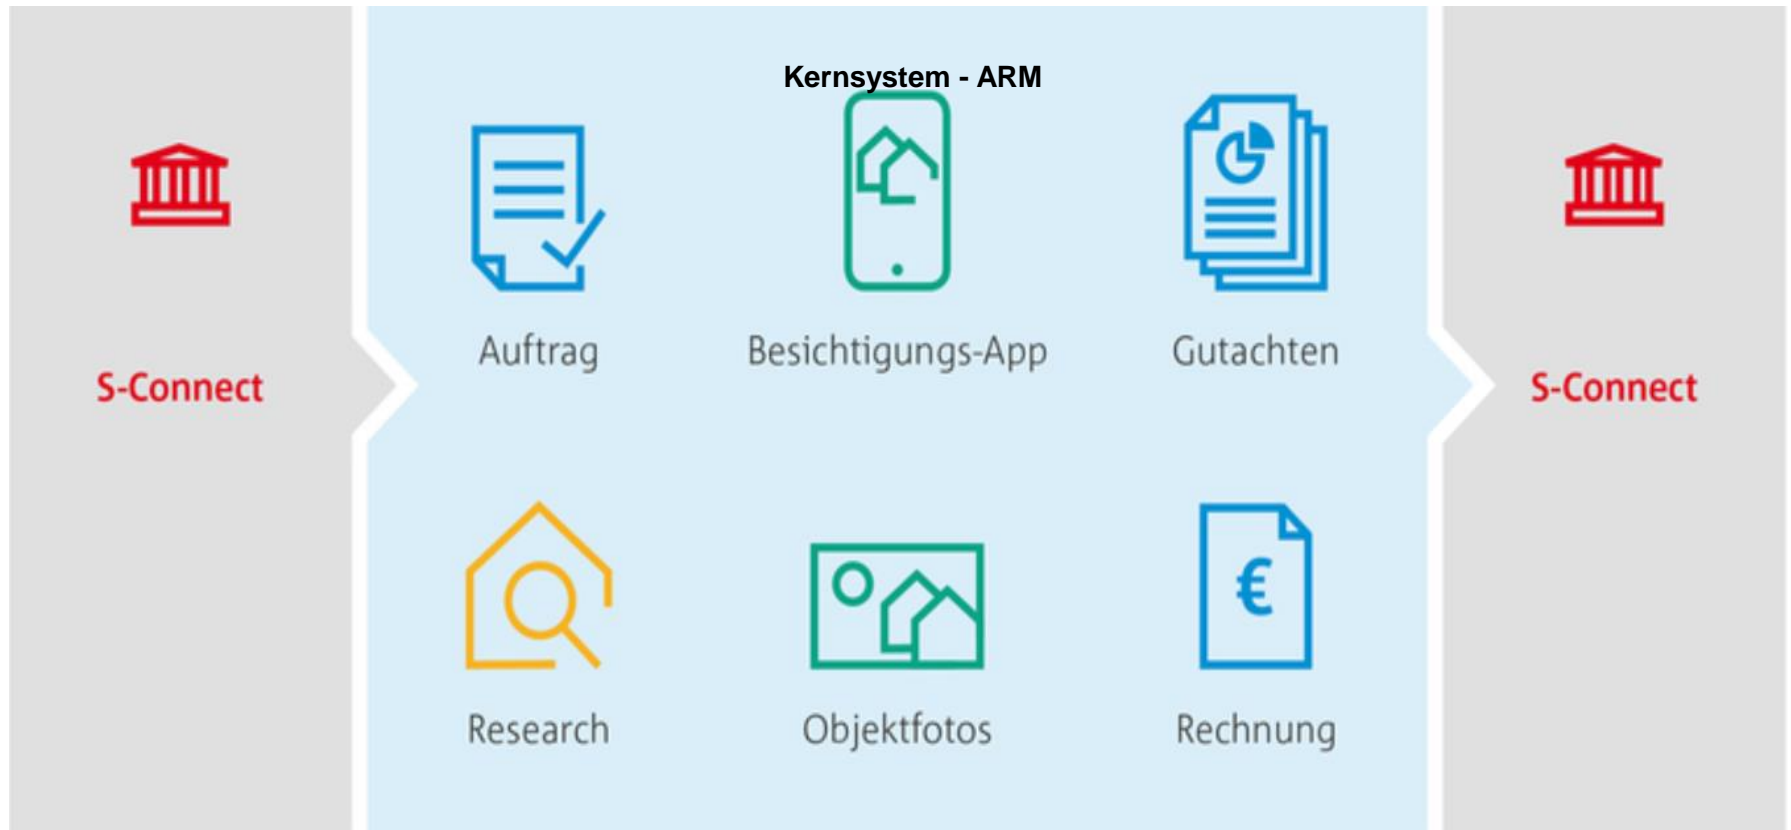 Kernsystem - ARM
S-Connect
Auftrag
Besichtigungs-App
Gutachten
Research
Objektfotos
€
Rechnung
S-Connect